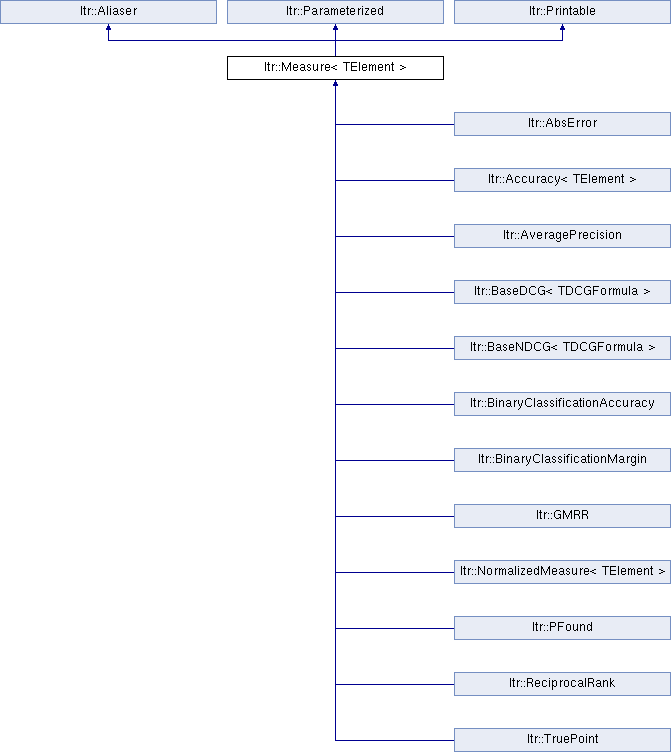 ltr::Aliaser
ltr::Parameterized
ltr::Printable
ltr::Measure< TElement >
ltr::AbsError
ltr::Accuracy< TElement >
ltr::AveragePrecision
ltr::BaseDCG< TDCGFormula >
ltr::BaseNDCG< TDCGFormula >
ltr::BinaryClassificationAccuracy
ltr::BinaryClassificationMargin
ltr::GMRR
ltr::NormalizedMeasure< TElement >
ltr::PFound
ltr::ReciprocalRank
ltr::TruePoint